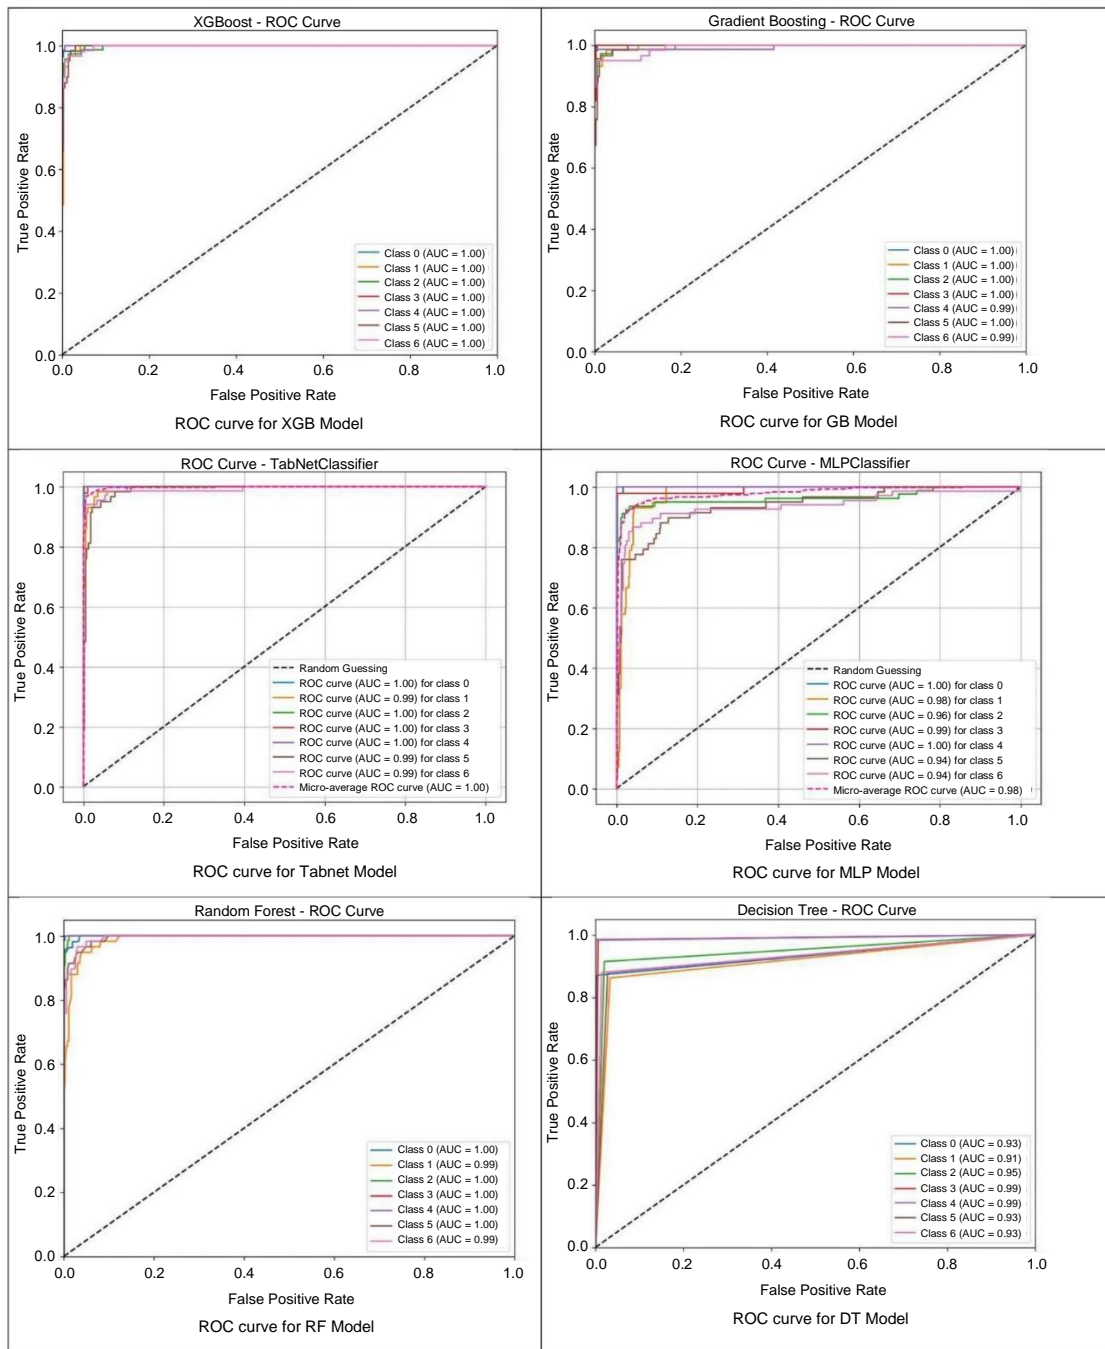 XGBoost - ROC Curve
True Positive Rate
1.0
0.8
0.6
0.4
0.2
0.0
Class 0 (AUC = 1.00)
Class 1 (AUC = 1.00)
Class 2 (AUC = 1.00)
Class 3 (AUC = 1.00)
Class 4 (AUC = 1.00)
Class 5 (AUC = 1.00)
Class 6 (AUC = 1.00)
0.0 0.2 0.4 0.6 0.8 1.0
False Positive Rate
ROC curve for XGB Model
Gradient Boosting - ROC Curve
True Positive Rate
1.0
0.8
0.6
0.4
0.2
0.0
Class 0 (AUC = 1.00)
Class 1 (AUC = 1.00)
Class 2 (AUC = 1.00)
Class 3 (AUC = 1.00)
Class 4 (AUC = 0.99)
Class 5 (AUC = 1.00)
Class 6 (AUC = 0.99)
0.0 0.2 0.4 0.6 0.8 1.0
False Positive Rate
ROC curve for GB Model
ROC Curve - TabNetClassifier
True Positive Rate
1.0
0.8
0.6
0.4
0.2
0.0
Random Guessing
ROC curve (AUC = 1.00) for class 0
ROC curve (AUC = 0.99) for class 1
ROC curve (AUC = 1.00) for class 2
ROC curve (AUC = 1.00) for class 3
ROC curve (AUC = 1.00) for class 4
ROC curve (AUC = 0.99) for class 5
ROC curve (AUC = 0.99) for class 6
Micro-average ROC curve (AUC = 1.00)
0.0 0.2 0.4 0.6 0.8 1.0
False Positive Rate
ROC curve for Tabnet Model
ROC Curve - MLPClassifier
True Positive Rate
1.0
0.8
0.6
0.4
0.2
0.0
Random Guessing
ROC curve (AUC = 1.00) for class 0
ROC curve (AUC = 0.98) for class 1
ROC curve (AUC = 0.96) for class 2
ROC curve (AUC = 0.99) for class 3
ROC curve (AUC = 1.00) for class 4
ROC curve (AUC = 0.94) for class 5
ROC curve (AUC = 0.94) for class 6
Micro-average ROC curve (AUC = 0.98)
0.0 0.2 0.4 0.6 0.8 1.0
False Positive Rate
ROC curve for MLP Model
Random Forest - ROC Curve
True Positive Rate
1.0
0.8
0.6
0.4
0.2
0.0
Class 0 (AUC = 1.00)
Class 1 (AUC = 0.99)
Class 2 (AUC = 1.00)
Class 3 (AUC = 1.00)
Class 4 (AUC = 1.00)
Class 5 (AUC = 1.00)
Class 6 (AUC = 0.99)
0.0 0.2 0.4 0.6 0.8 1.0
False Positive Rate
ROC curve for RF Model
Decision Tree - ROC Curve
True Positive Rate
1.0
0.8
0.6
0.4
0.2
0.0
Class 0 (AUC = 0.93)
Class 1 (AUC = 0.91)
Class 2 (AUC = 0.95)
Class 3 (AUC = 0.99)
Class 4 (AUC = 0.99)
Class 5 (AUC = 0.93)
Class 6 (AUC = 0.93)
0.0 0.2 0.4 0.6 0.8 1.0
False Positive Rate
ROC curve for DT Model